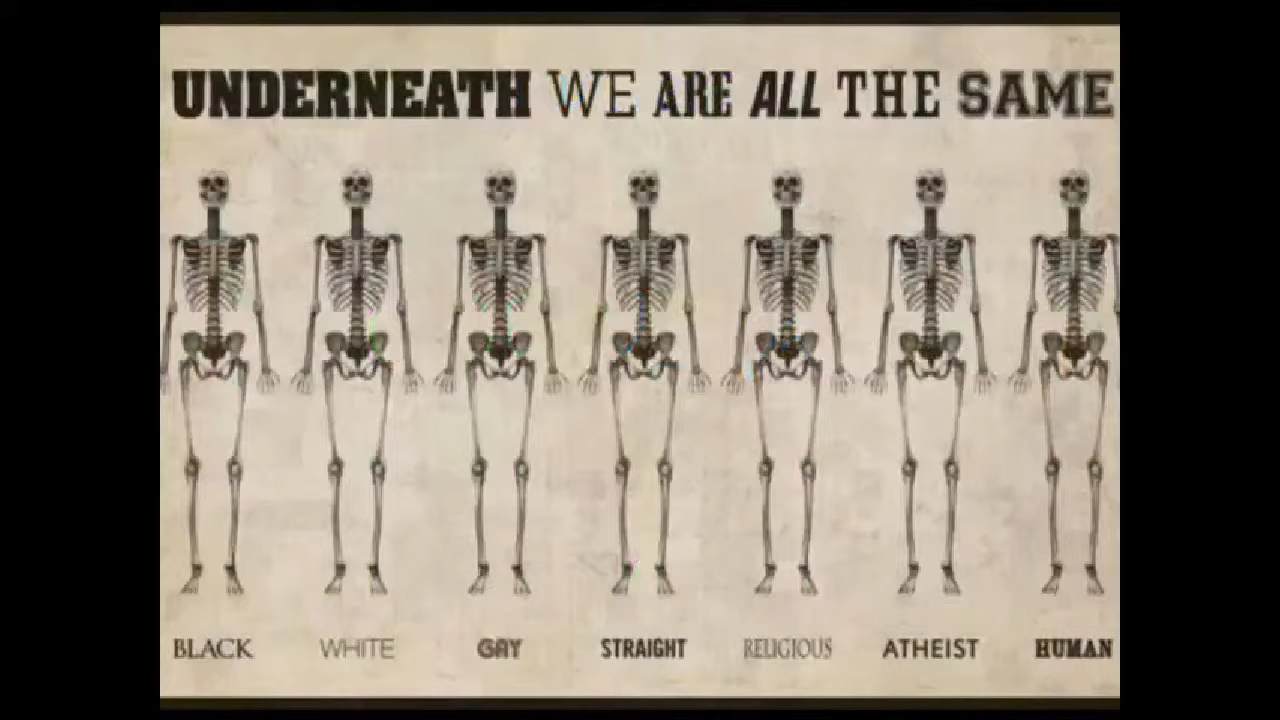 UNDERNEATH WE ARE ALL THE SAME
BLACK WHITE GAY STRAIGHT RELIGIOUS ATHEIST HUMAN